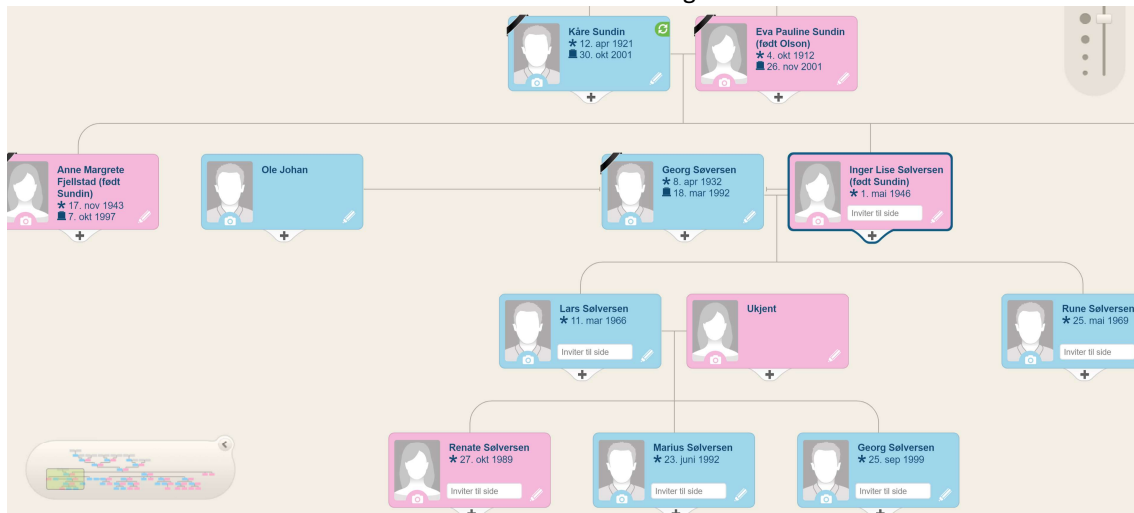 Kåre Sundin
* 12. apr 1921
30. okt 2001
Eva Pauline Sundin
(født Olson)
* 4. okt 1912
26. nov 2001
Anne Margrete
Fjellstad (født
Sundin)
* 17. nov 1943
7. okt 1997
Ole Johan
Georg Søversen
* 8. apr 1932
18. mar 1992
Inger Lise Sølversen
(født Sundin)
* 1. mai 1946
Inviter til side
Lars Sølversen
* 11. mar 1966
Inviter til side
Ukjent
Rune Sølversen
* 25. mai 1969
Inviter til side
Renate Sølversen
* 27. okt 1989
Inviter til side
Marius Sølversen
* 23. juni 1992
Inviter til side
Georg Sølversen
* 25. sep 1999
Inviter til side